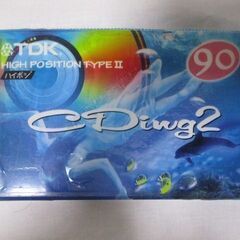 TDK
HIGH POSITION TYPE II
ハイポジ
90
CDing2